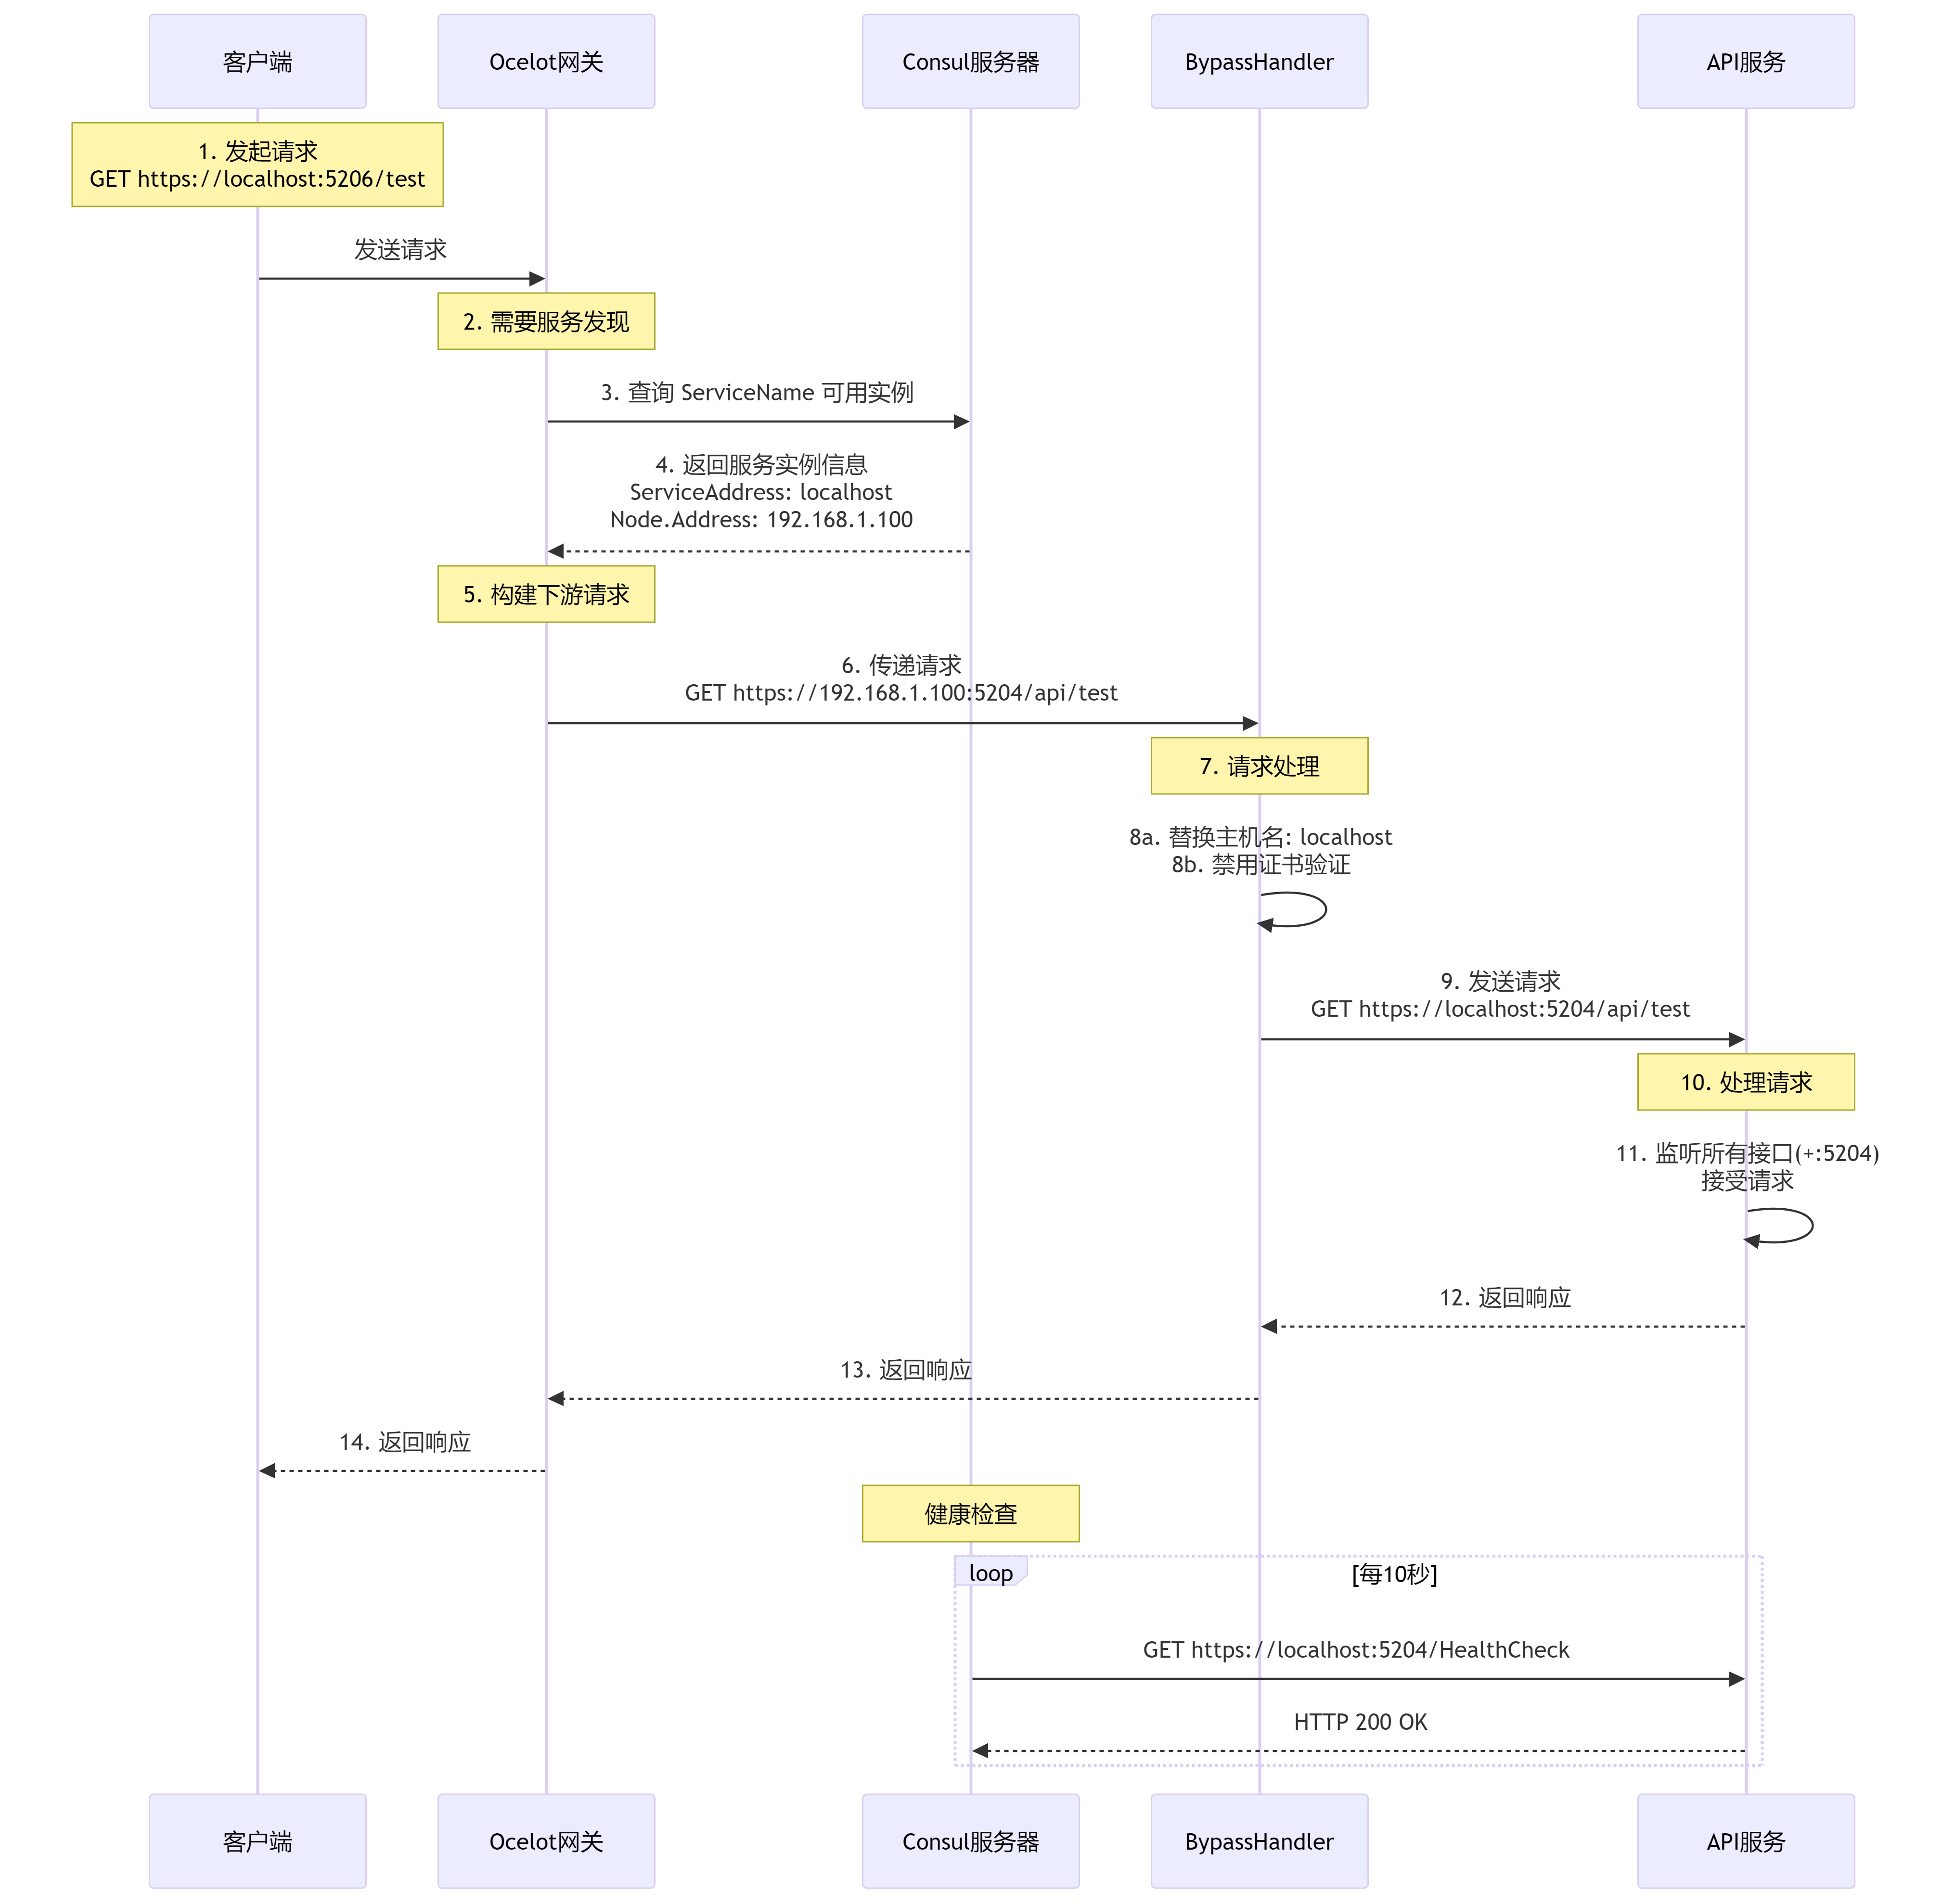 客户端
Ocelot网关
Consul服务器
BypassHandler
API服务
1. 发起请求
GET https://localhost:5206/test
发送请求
2. 需要服务发现
3. 查询 ServiceName 可用实例
4. 返回服务实例信息
ServiceAddress: localhost
Node.Address: 192.168.1.100
5. 构建下游请求
6. 传递请求
GET https://192.168.1.100:5204/api/test
7. 请求处理
8a. 替换主机名: localhost
8b. 禁用证书验证
9. 发送请求
GET https://localhost:5204/api/test
10. 处理请求
11. 监听所有接口(+:5204)
接受请求
12. 返回响应
13. 返回响应
14. 返回响应
健康检查
loop
[每10秒]
GET https://localhost:5204/HealthCheck
HTTP 200 OK
客户端
Ocelot网关
Consul服务器
BypassHandler
API服务